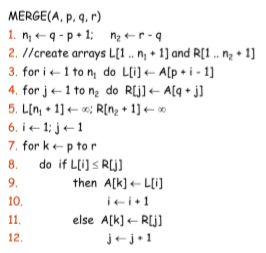 MERGE(A, p, q, r)
1. n₁ ← q - p + 1; n₂ ← r - q
2. //create arrays L[1 .. n₁ + 1] and R[1 .. n₂ + 1]
3. for i ← 1 to n₁ do L[i] ← A[p + i - 1]
4. for j ← 1 to n₂ do R[j] ← A[q + j]
5. L[n₁ + 1] ← ∞; R[n₂ + 1] ← ∞
6. i ← 1; j ← 1
7. for k ← p to r
8. do if L[i] ≤ R[j]
9. then A[k] ← L[i]
10. i ← i + 1
11. else A[k] ← R[j]
12. j ← j + 1